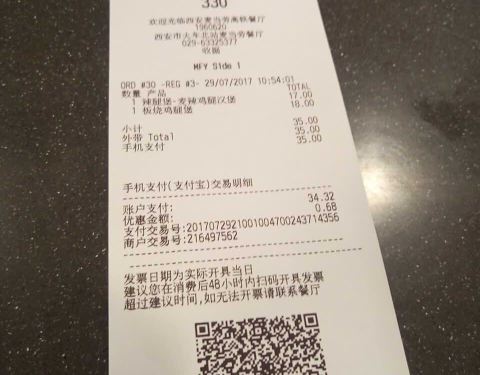 330
欢迎光临西安麦当劳高铁餐厅
1960620
西安市火车北站麦当劳餐厅
029-63325377
收据
MFY Side 1
ORD #30 -REG #3- 29/07/2017 10:54:01
数量 产品 TOTAL
1 辣腿堡-麦辣鸡腿汉堡 17.00
1 板烧鸡腿堡 18.00
小计 35.00
外带 Total 35.00
手机支付 35.00
手机支付(支付宝)交易明细
账户支付: 34.32
优惠金额: 0.68
支付交易号:2017072921001004700243714356
商户交易号:216497562
发票日期为实际开具当日
建议您在消费后48小时内扫码开具发票
超过建议时间,如无法开票请联系餐厅